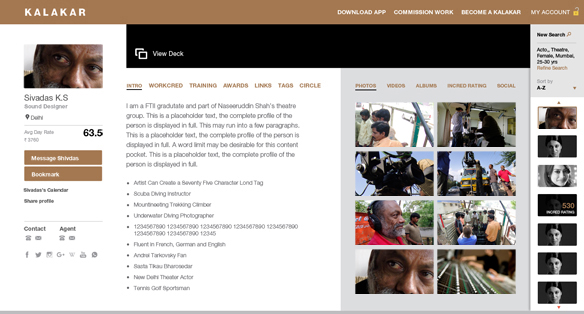 KALAKAR
DOWNLOAD APP COMMISSION WORK BECOME A KALAKAR MY ACCOUNT
View Deck
New Search
Actor, Theatre,
Female, Mumbai,
25-30 yrs
Refine Search
Sort by
A-Z
Sivadas K.S
Sound Designer
Delhi
Avg Day Rate
₹ 3760
63.5
Message Shivdas
Bookmark
Sivadas's Calendar
Share profile
Contact Agent
INTRO WORKCRED TRAINING AWARDS LINKS TAGS CIRCLE
I am a FTII graduate and part of Naseeruddin Shah's theatre
group. This is a placeholder text, the complete profile of the
person is displayed in full. This may run into a few paragraphs.
This is a placeholder text, the complete profile of the person is
displayed in full. A word limit may be desirable for this content
pocket. This is a placeholder text, the complete profile of the
person is displayed in full.
Artist Can Create a Seventy Five Character Lond Tag
Scuba Diving Instructor
Mountineating Trekking Climber
Underwater Diving Photographer
1234567890 1234567890 1234567890 1234567890 1234567890
1234567890 1234567890 12345
Fluent in French, German and English
Andrei Tarkovsky Fan
Sasta Tikau Bharosedar
New Delhi Theater Actor
Tennis Golf Sportsman
PHOTOS VIDEOS ALBUMS INCRED RATING SOCIAL
530
INCRED RATING